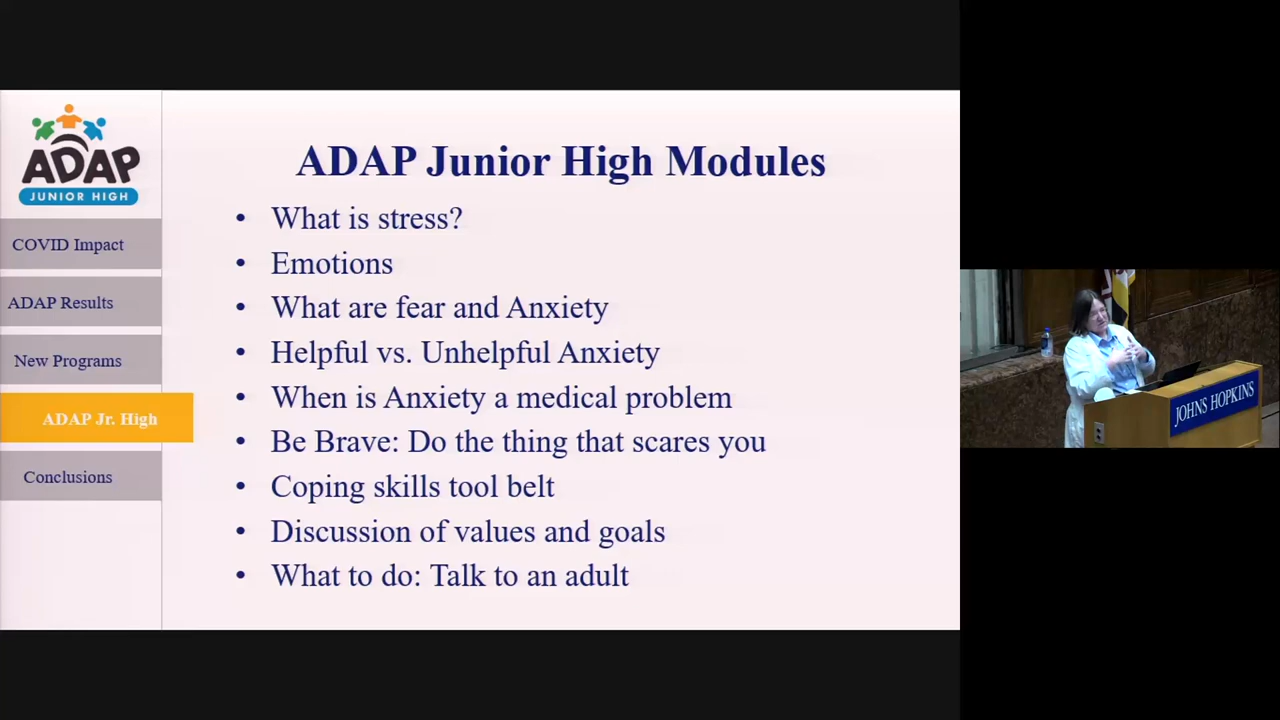 ADAP
JUNIOR HIGH
COVID Impact
ADAP Results
New Programs
ADAP Jr. High
Conclusions
ADAP Junior High Modules
• What is stress?
• Emotions
• What are fear and Anxiety
• Helpful vs. Unhelpful Anxiety
• When is Anxiety a medical problem
• Be Brave: Do the thing that scares you
• Coping skills tool belt
• Discussion of values and goals
• What to do: Talk to an adult
JOHNS HOPKINS